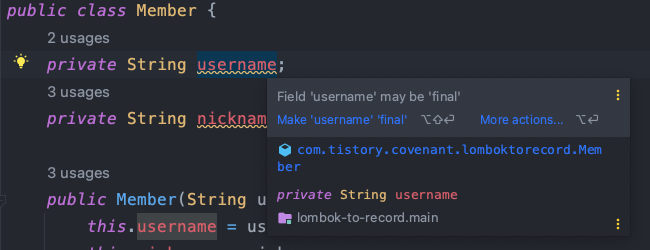 public class Member {
2 usages
private String username;
3 usages
private String nicknam
Field 'username' may be 'final'
Make 'username' 'final' ⌥⇧⏎ More actions... ⌥⏎
com.tistory.covenant.lomboktorecord.Mem
ber
3 usages
private String username
public Member(String u
lombok-to-record.main
this.username = us